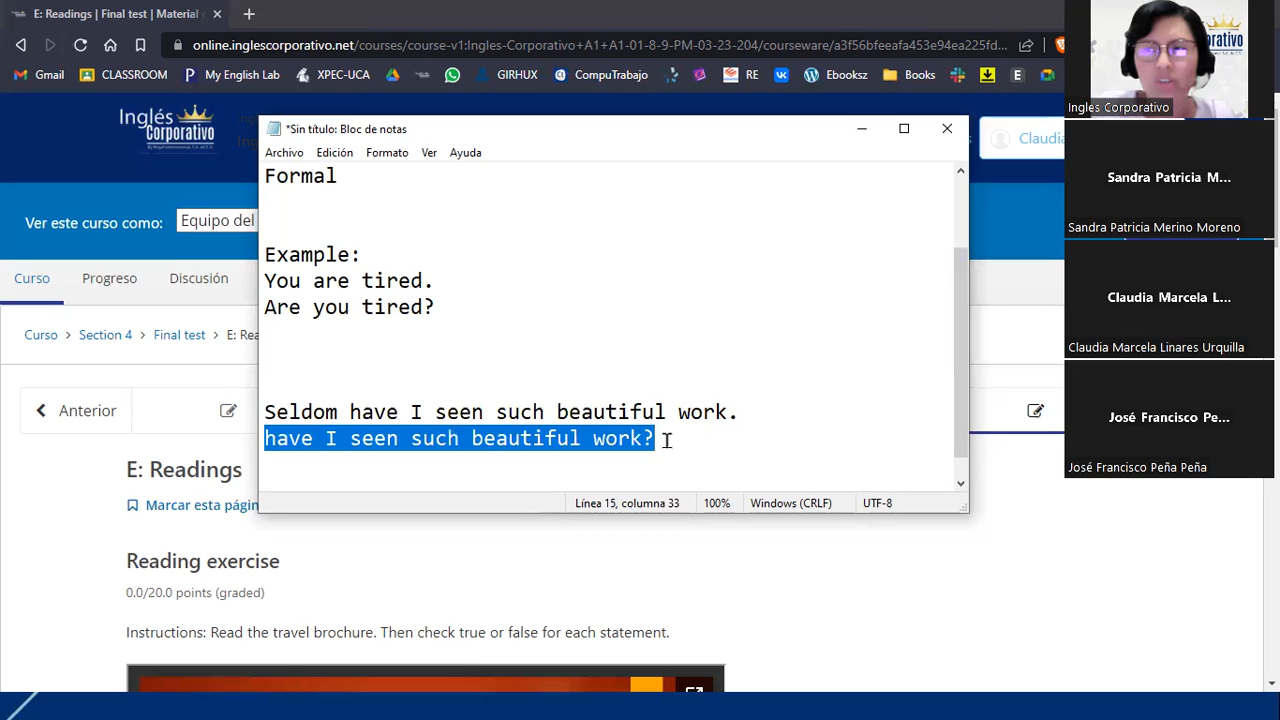 E: Readings | Final test | Material
online.inglescorporativo.net/courses/course-v1:Ingles-Corporativo+A1+A1-01-8-9-PM-03-23-204/courseware/a3f56bfeefa453e94ea225fd...
Gmail CLASSROOM My English Lab XPEC-UCA GIRHUX CompuTrabajo RE Ebooksz Books
Inglés
Corporativo
Claudia
Ver este curso como: Equipo del
Curso Progreso Discusión
Curso Section 4 Final test E: Rea
Anterior
E: Readings
Marcar esta págin
Reading exercise
0.0/20.0 points (graded)
Instructions: Read the travel brochure. Then check true or false for each statement.
*Sin título: Bloc de notas
Archivo Edición Formato Ver Ayuda
Formal
Example:
You are tired.
Are you tired?
Seldom have I seen such beautiful work.
have I seen such beautiful work?
Línea 15, columna 33 100% Windows (CRLF) UTF-8
Ingles Corporativo
Sandra Patricia M...
Sandra Patricia Merino Moreno
Claudia Marcela L...
Claudia Marcela Linares Urquilla
José Francisco Pe...
José Francisco Peña Peña